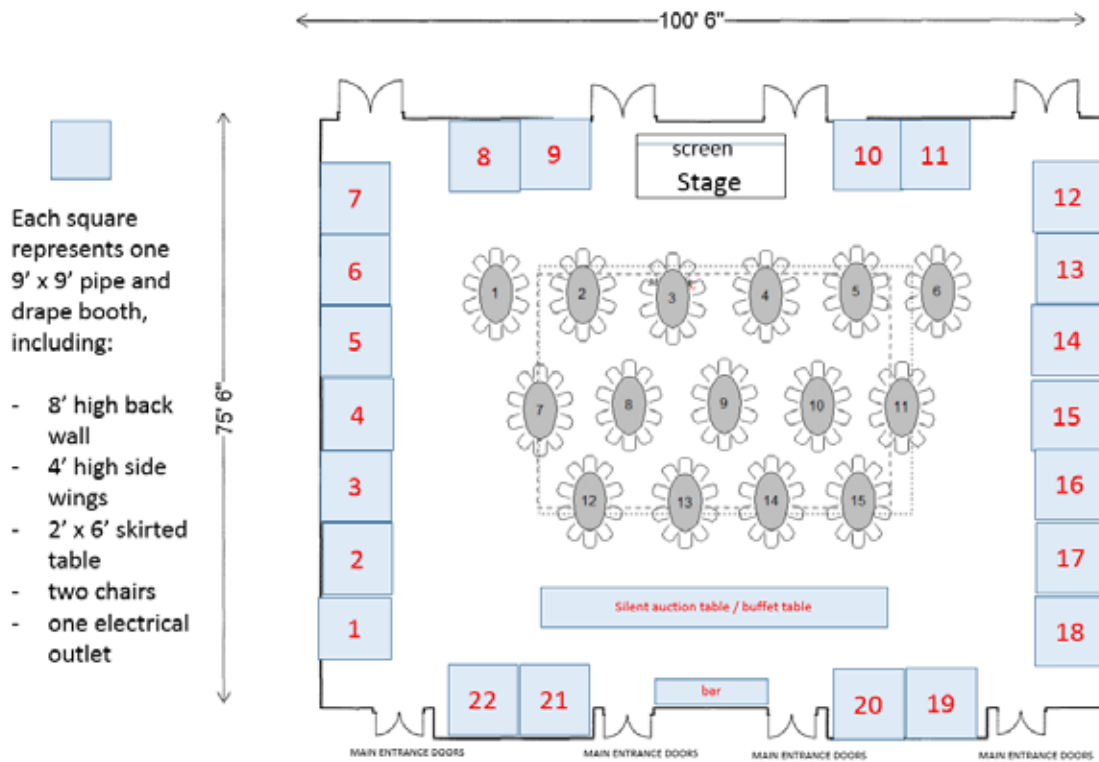 100' 6"
8
9
screen
Stage
10
11
7
12
Each square
represents one
9' x 9' pipe and
drape booth,
including:
- 8' high back
wall
- 4' high side
wings
- 2' x 6' skirted
table
- two chairs
- one electrical
outlet
75' 6"
6
13
1
2
3
4
5
6
5
14
4
15
7
8
9
10
11
3
16
12
13
14
15
2
17
Silent auction table / buffet table
1
18
22
21
bar
20
19
MAIN ENTRANCE DOORS
MAIN ENTRANCE DOORS
MAIN ENTRANCE DOORS
MAIN ENTRANCE DOORS